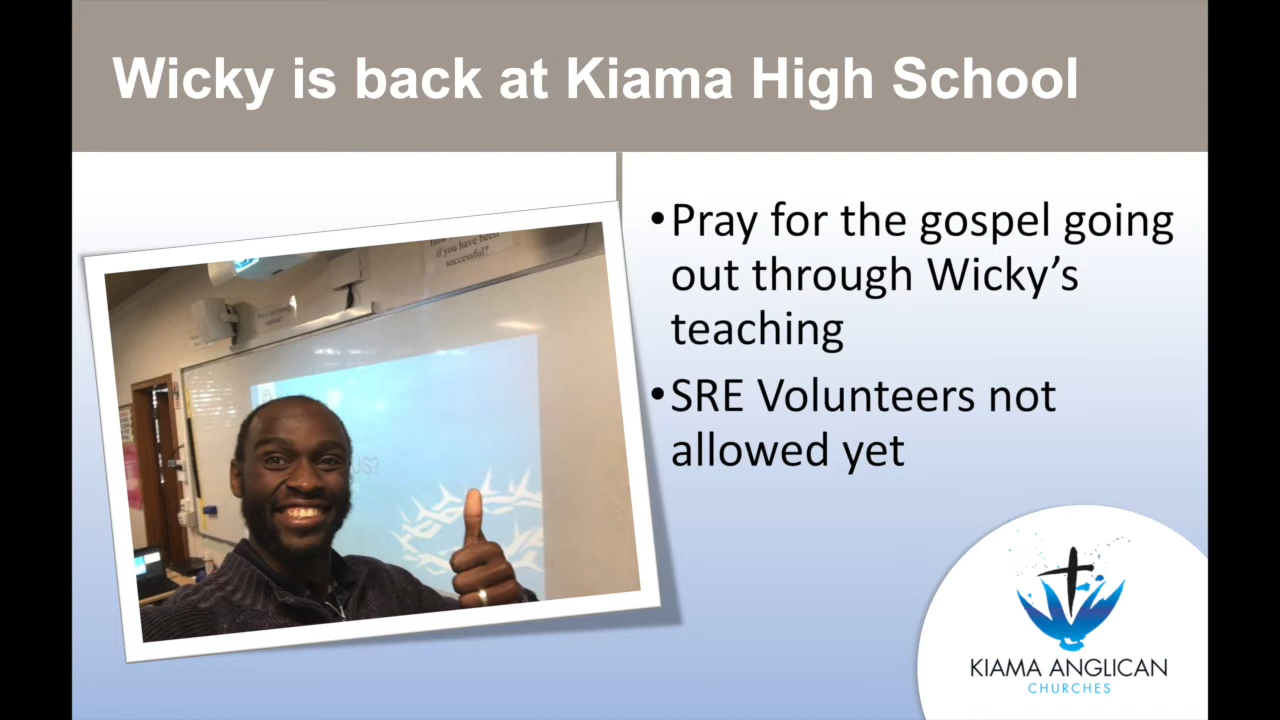 Wicky is back at Kiama High School
if you have been
successful?
US?
•Pray for the gospel going
out through Wicky's
teaching
•SRE Volunteers not
allowed yet
KIAMA ANGLICAN
CHURCHES